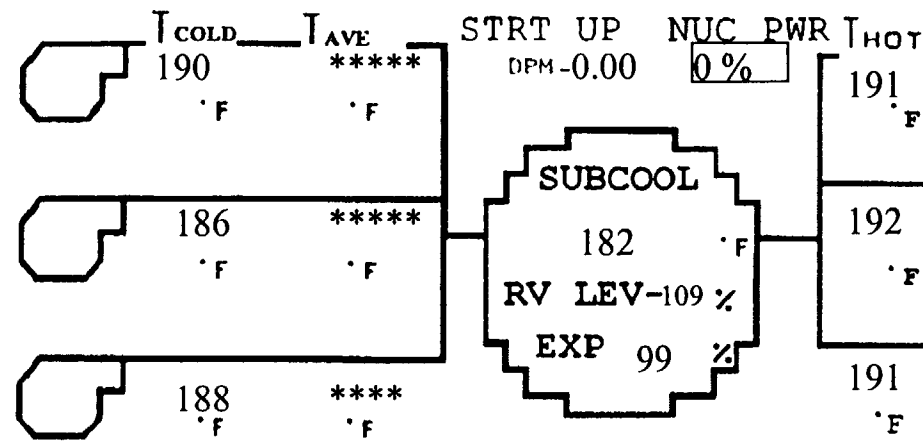 TCOLD TAVE STRT UP NUC PWR THOT
190 ***** DPM -0.00 0% 191
°F °F °F
SUBCOOL
186 ***** 182 °F 192
°F °F °F
RV LEV-109 %
EXP 99 %
188 **** 191
°F °F °F